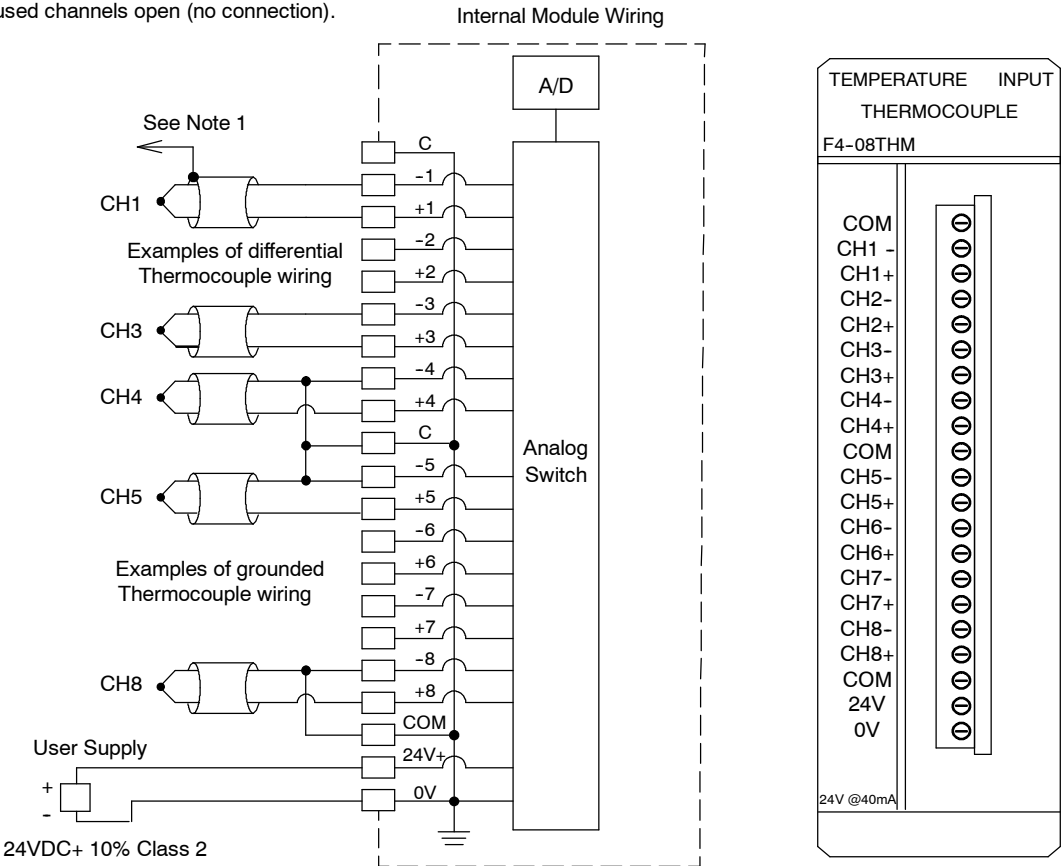 used channels open (no connection).
Internal Module Wiring
A/D
See Note 1
CH1
Examples of differential
Thermocouple wiring
CH3
CH4
CH5
Examples of grounded
Thermocouple wiring
CH8
User Supply
+
-
24VDC+ 10% Class 2
C
-1
+1
-2
+2
-3
+3
-4
+4
C
-5
+5
-6
+6
-7
+7
-8
+8
COM
24V+
0V
Analog
Switch
TEMPERATURE INPUT
THERMOCOUPLE
F4-08THM
COM
CH1 -
CH1+
CH2-
CH2+
CH3-
CH3+
CH4-
CH4+
COM
CH5-
CH5+
CH6-
CH6+
CH7-
CH7+
CH8-
CH8+
COM
24V
0V
24V @40mA